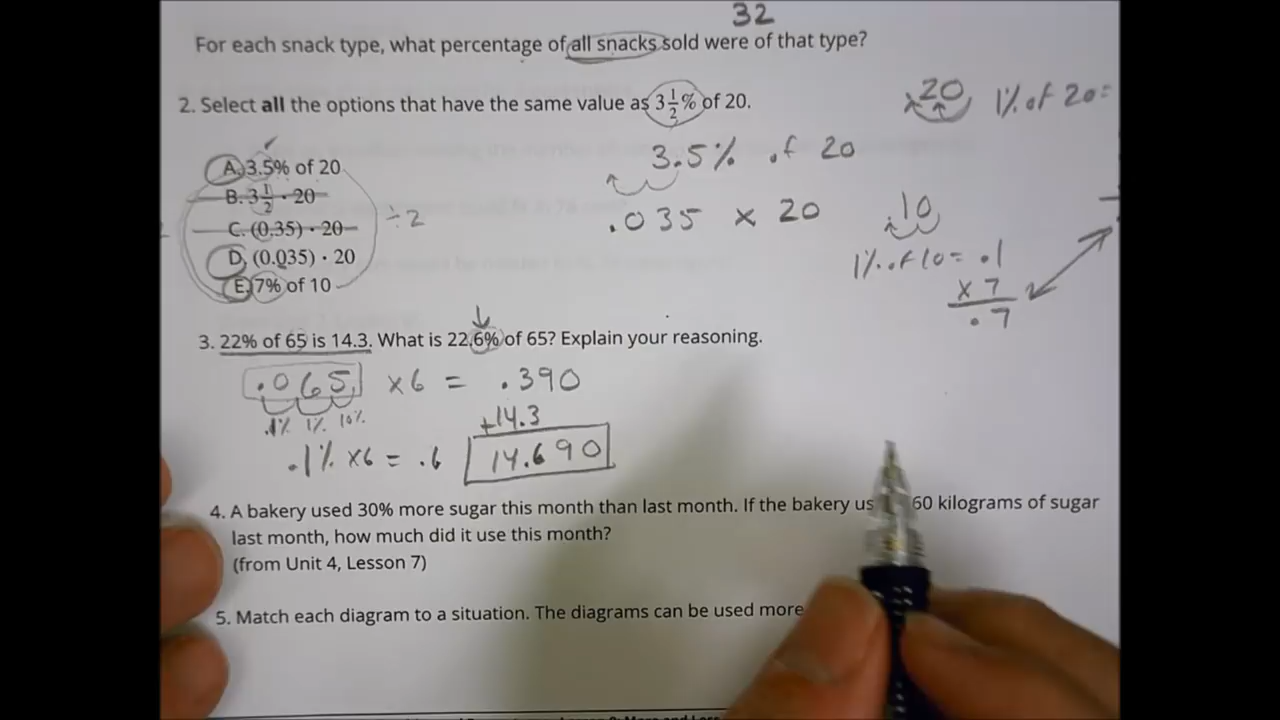 32
For each snack type, what percentage of all snacks sold were of that type?
20 1% of 20=
2. Select all the options that have the same value as 3 1/2% of 20.
3.5% of 20
A. 3.5% of 20
B. 3 1/2 · 20
÷2
.035 x 20
.10
C. (0.35) · 20
D. (0.035) · 20
1% of 10 = .1
E. 7% of 10
x 7
.7
3. 22% of 65 is 14.3. What is 22.6% of 65? Explain your reasoning.
.065 x6 = .390
.1% 1% 10%
+14.3
.1% x6 = .6
14.690
4. A bakery used 30% more sugar this month than last month. If the bakery us 60 kilograms of sugar
last month, how much did it use this month?
(from Unit 4, Lesson 7)
5. Match each diagram to a situation. The diagrams can be used more